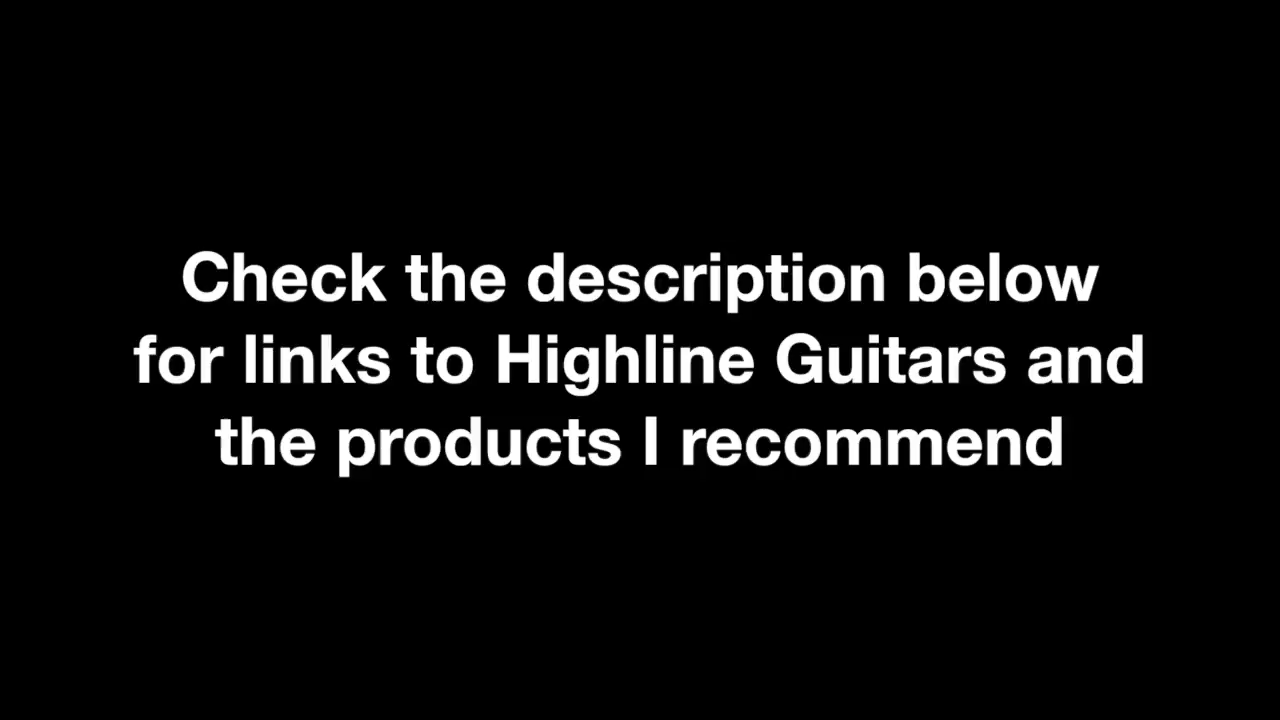 Check the description below
for links to Highline Guitars and
the products I recommend